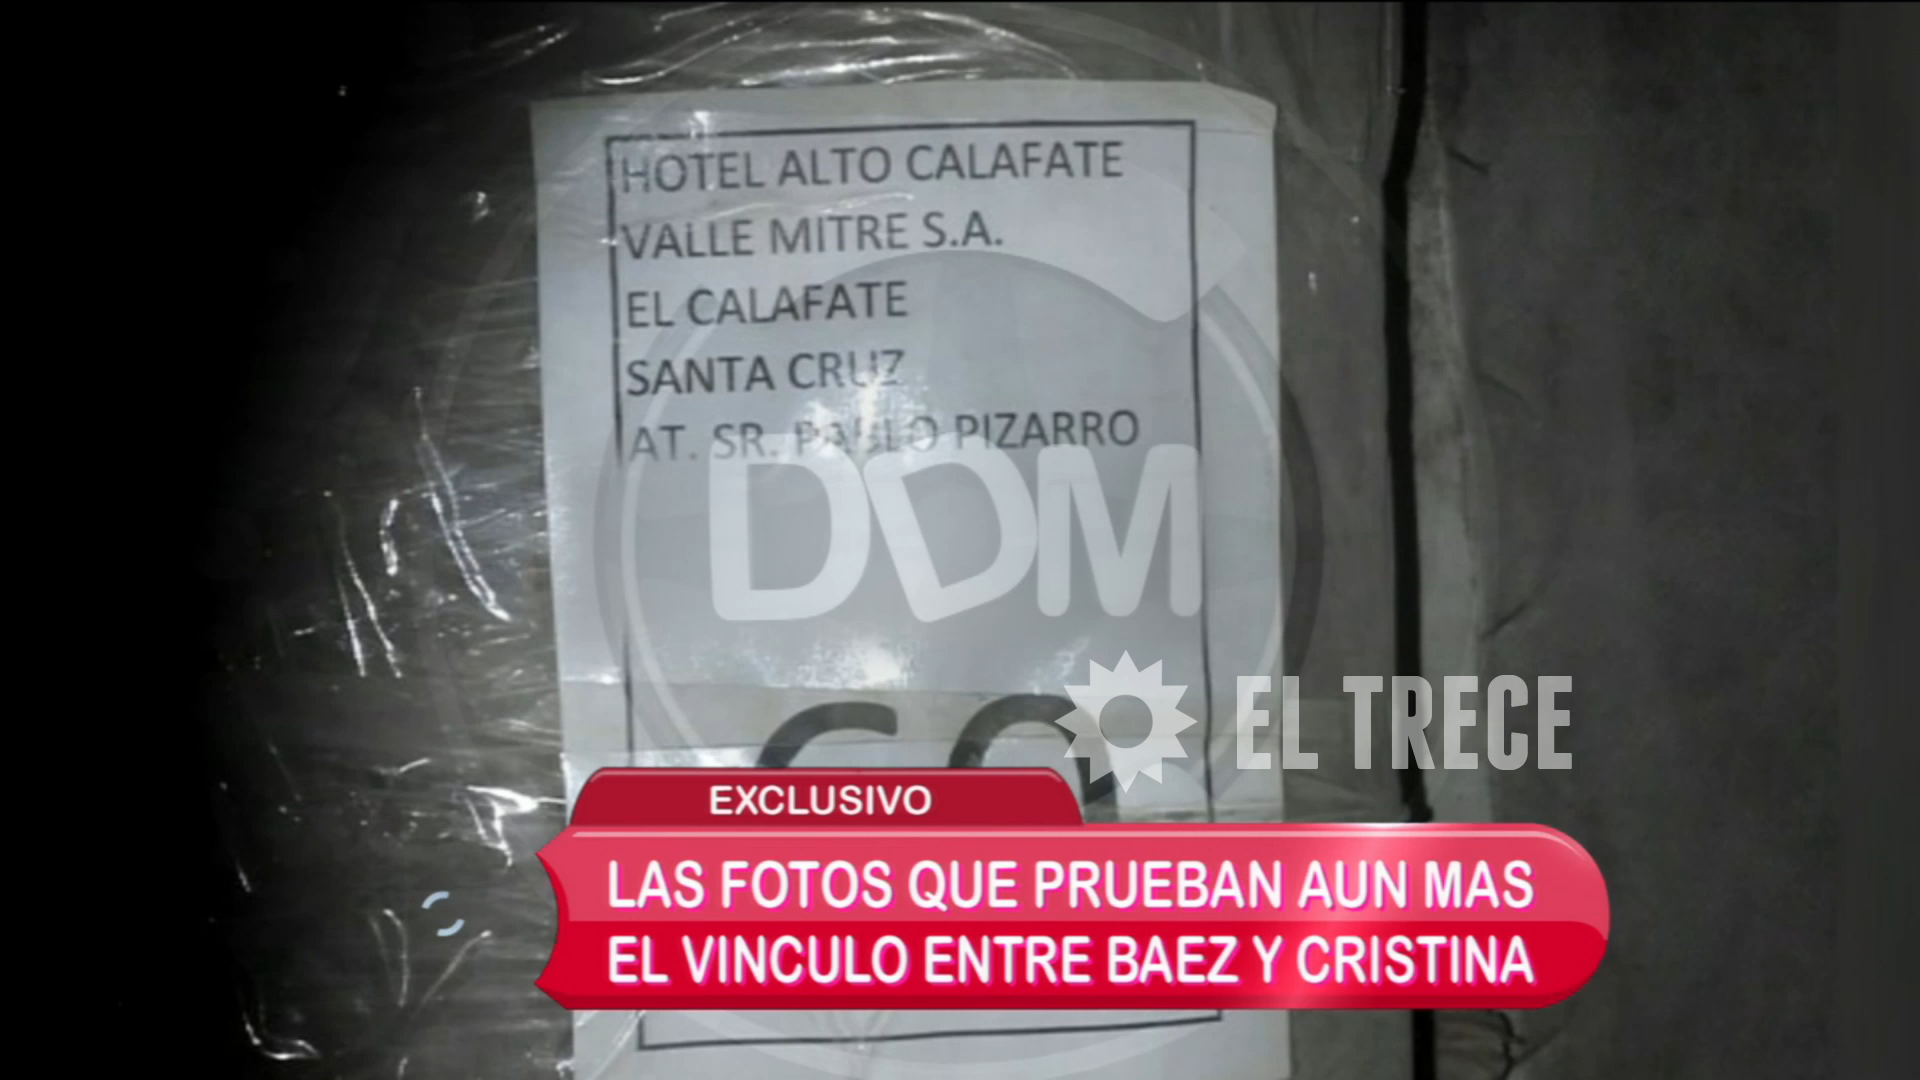 HOTEL ALTO CALAFATE
VALLE MITRE S.A.
EL CALAFATE
SANTA CRUZ
AT. SR. PABLO PIZARRO
DDM
EL TRECE
EXCLUSIVO
LAS FOTOS QUE PRUEBAN AUN MAS
EL VINCULO ENTRE BAEZ Y CRISTINA